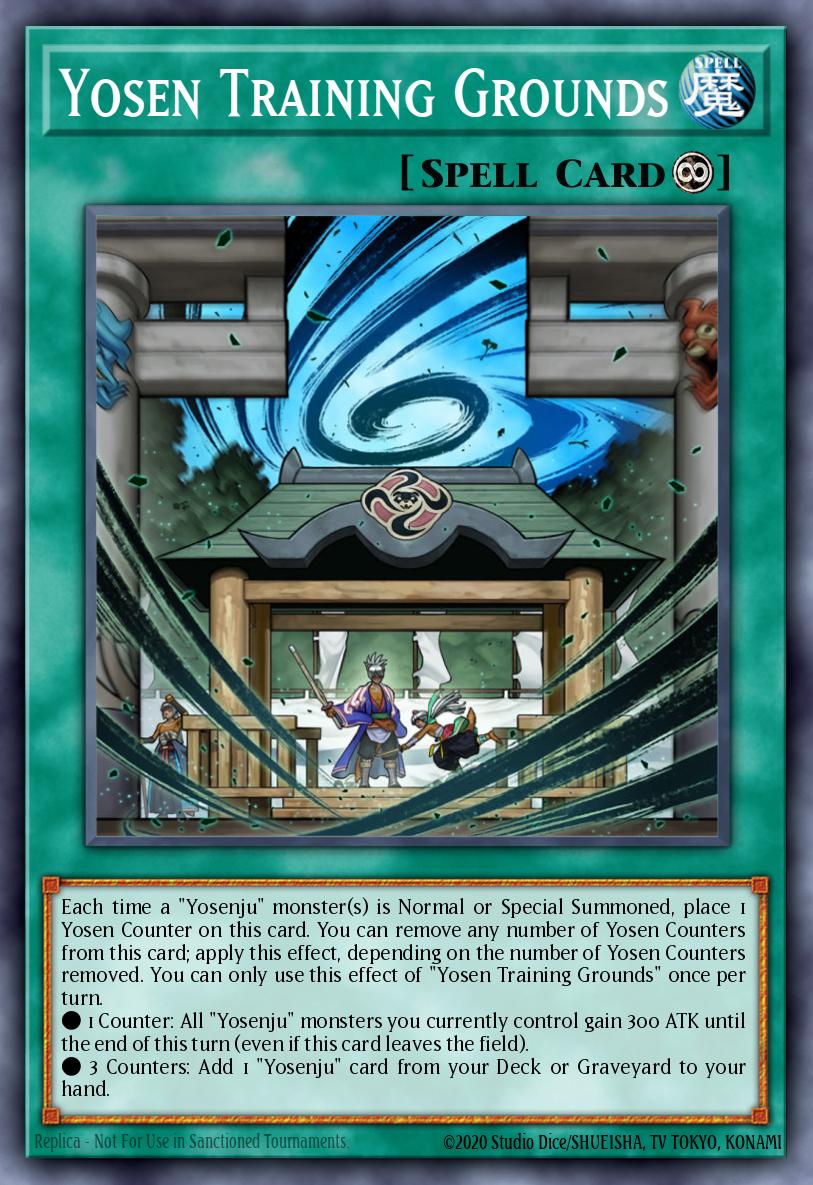 YOSEN TRAINING GROUNDS
SPELL
魔
[SPELL CARD∞]
Each time a "Yosenju" monster(s) is Normal or Special Summoned, place 1
Yosen Counter on this card. You can remove any number of Yosen Counters
from this card; apply this effect, depending on the number of Yosen Counters
removed. You can only use this effect of "Yosen Training Grounds" once per
turn.
● 1 Counter: All "Yosenju" monsters you currently control gain 300 ATK until
the end of this turn (even if this card leaves the field).
● 3 Counters: Add 1 "Yosenju" card from your Deck or Graveyard to your
hand.
Replica - Not For Use in Sanctioned Tournaments.
©2020 Studio Dice/SHUEISHA, TV TOKYO, KONAMI